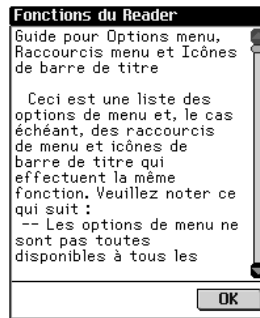 Fonctions du Reader
Guide pour Options menu,
Raccourcis menu et Icônes
de barre de titre
Ceci est une liste des
options de menu et, le cas
échéant, des raccourcis
de menu et icônes de
barre de titre qui
effectuent la même
fonction. Veuillez noter ce
qui suit :
-- Les options de menu ne
sont pas toutes
disponibles à tous les
OK